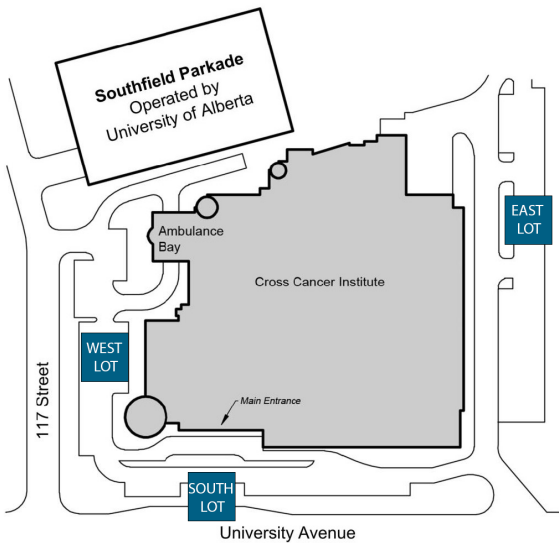 Southfield Parkade
Operated by
University of Alberta
EAST
LOT
Ambulance
Bay
Cross Cancer Institute
WEST
LOT
117 Street
Main Entrance
SOUTH
LOT
University Avenue